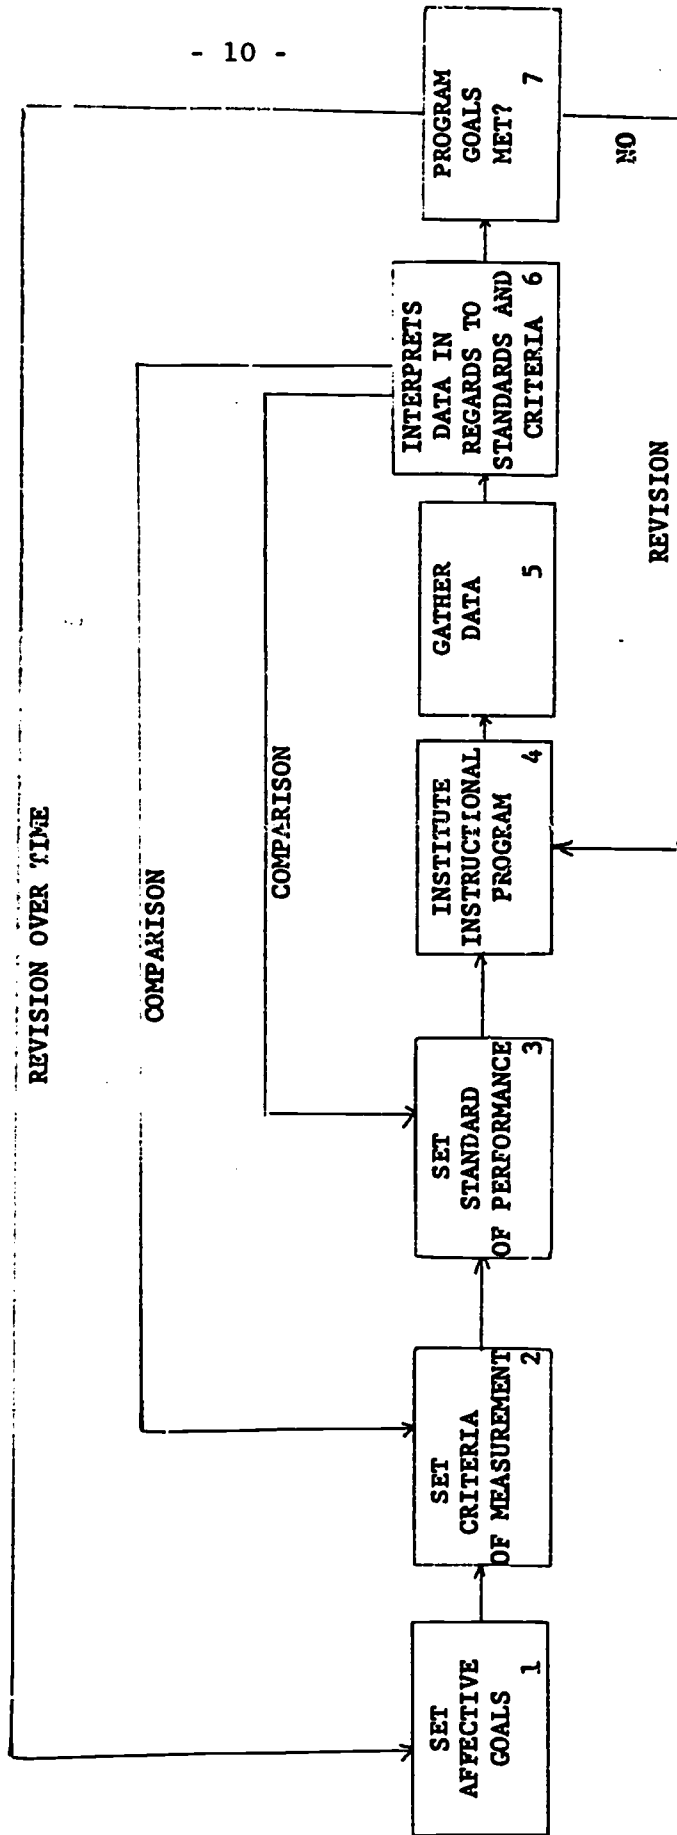 - 10 -
REVISION OVER TIME
COMPARISON
COMPARISON
SET
AFFECTIVE
GOALS
1
SET
CRITERIA
OF MEASUREMENT
2
SET
STANDARD
OF PERFORMANCE
3
INSTITUTE
INSTRUCTIONAL
PROGRAM
4
GATHER
DATA
5
INTERPRETS
DATA IN
REGARDS TO
STANDARDS AND
CRITERIA 6
PROGRAM
GOALS
MET?
7
NO
REVISION